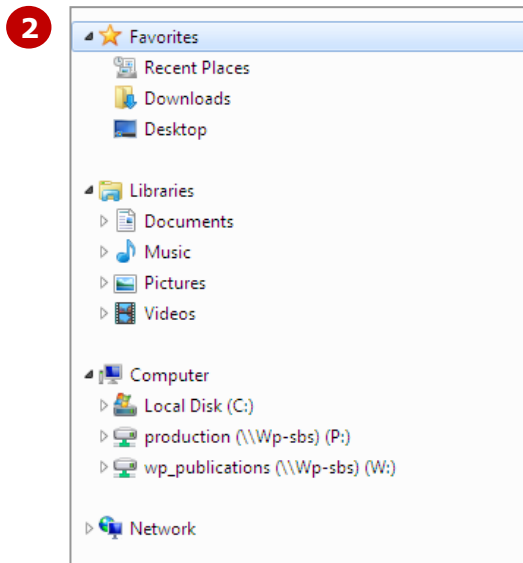 2
Favorites
Recent Places
Downloads
Desktop
Libraries
Documents
Music
Pictures
Videos
Computer
Local Disk (C:)
production (\\Wp-sbs) (P:)
wp_publications (\\Wp-sbs) (W:)
Network